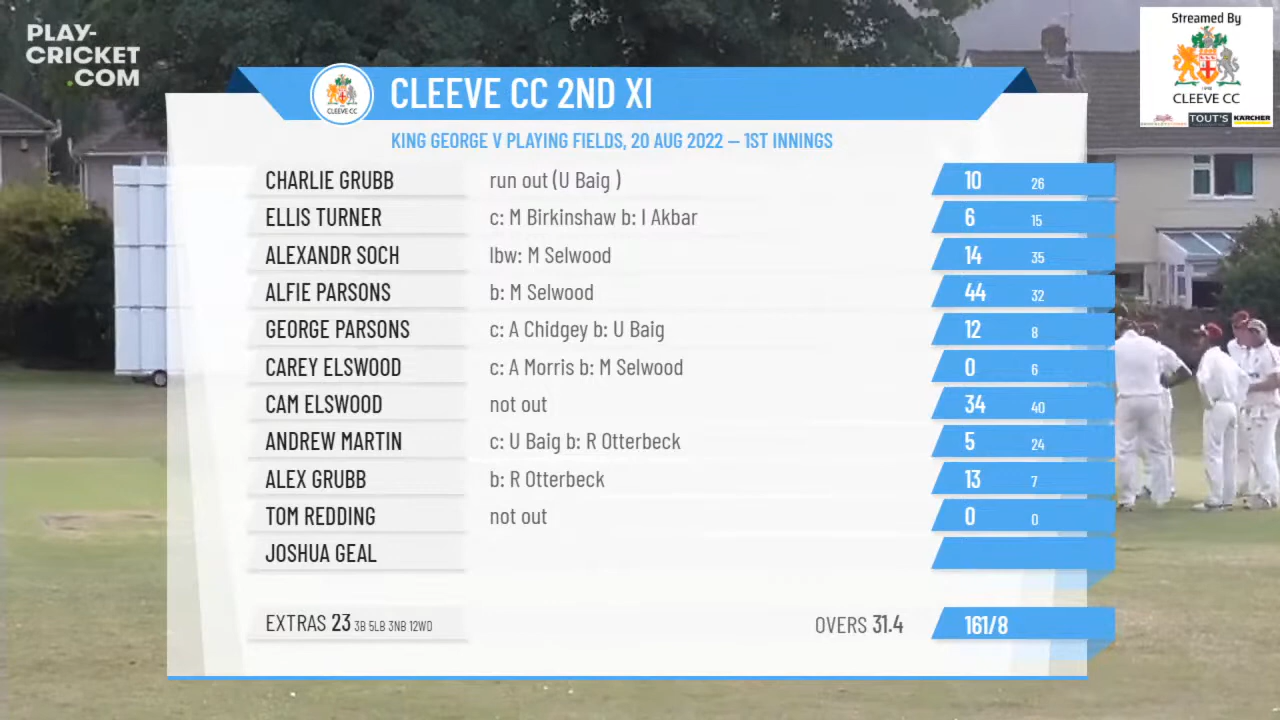 PLAY-
CRICKET
.COM
Streamed By
CLEEVE CC
TOUT'S KÄRCHER
CLEEVE CC
CLEEVE CC 2ND XI
KING GEORGE V PLAYING FIELDS, 20 AUG 2022 – 1ST INNINGS
CHARLIE GRUBB run out (U Baig ) 10 26
ELLIS TURNER c: M Birkinshaw b: I Akbar 6 15
ALEXANDR SOCH lbw: M Selwood 14 35
ALFIE PARSONS b: M Selwood 44 32
GEORGE PARSONS c: A Chidgey b: U Baig 12 8
CAREY ELSWOOD c: A Morris b: M Selwood 0 6
CAM ELSWOOD not out 34 40
ANDREW MARTIN c: U Baig b: R Otterbeck 5 24
ALEX GRUBB b: R Otterbeck 13 7
TOM REDDING not out 0 0
JOSHUA GEAL
EXTRAS 23 3B 5LB 3NB 12WD OVERS 31.4 161/8